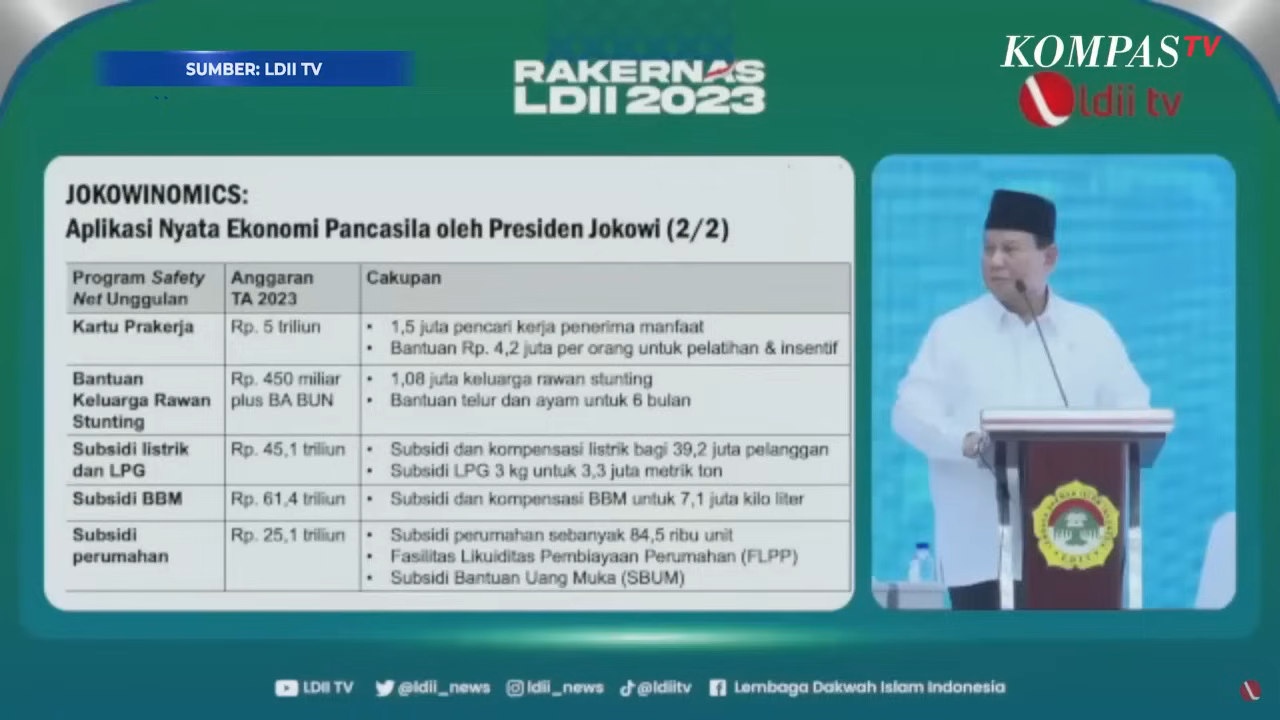 SUMBER: LDII TV
RAKERNAS
LDII 2023
KOMPAS TV
ldii tv
JOKOWINOMICS:
Aplikasi Nyata Ekonomi Pancasila oleh Presiden Jokowi (2/2)
Program Safety Net Unggulan
Anggaran TA 2023
Cakupan
Kartu Prakerja
Rp. 5 triliun
• 1,5 juta pencari kerja penerima manfaat
• Bantuan Rp. 4,2 juta per orang untuk pelatihan & insentif
Bantuan
Keluarga Rawan
Stunting
Rp. 450 miliar
plus BA BUN
• 1,08 juta keluarga rawan stunting
• Bantuan telur dan ayam untuk 6 bulan
Subsidi listrik
dan LPG
Rp. 45,1 triliun
• Subsidi dan kompensasi listrik bagi 39,2 juta pelanggan
• Subsidi LPG 3 kg untuk 3,3 juta metrik ton
Subsidi BBM
Rp. 61,4 triliun
• Subsidi dan kompensasi BBM untuk 7,1 juta kilo liter
Subsidi
perumahan
Rp. 25,1 triliun
• Subsidi perumahan sebanyak 84,5 ribu unit
• Fasilitas Likuiditas Pembiayaan Perumahan (FLPP)
• Subsidi Bantuan Uang Muka (SBUM)
LDII TV
@ldii_news
ldii_news
@ldiitv
Lembaga Dakwah Islam Indonesia